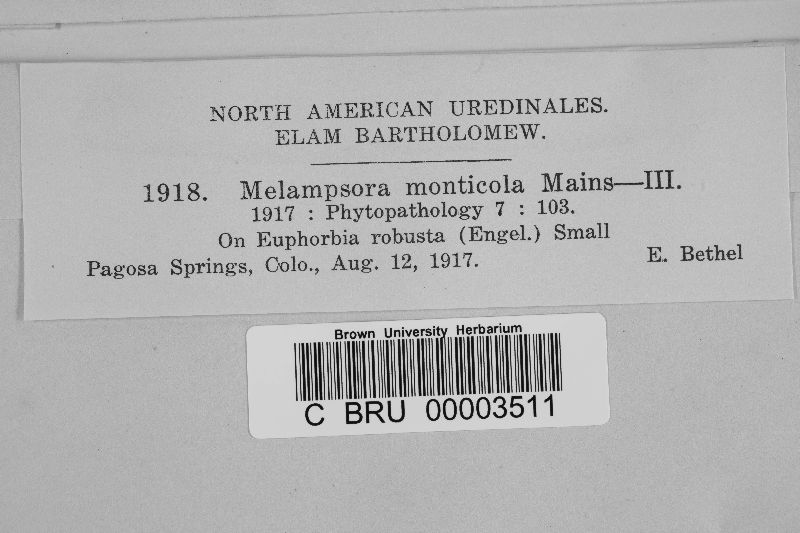 NORTH AMERICAN UREDINALES.
ELAM BARTHOLOMEW.
1918. Melampsora monticola Mains—III.
1917 : Phytopathology 7 : 103.
On Euphorbia robusta (Engel.) Small
Pagosa Springs, Colo., Aug. 12, 1917. E. Bethel
Brown University Herbarium
C BRU 00003511